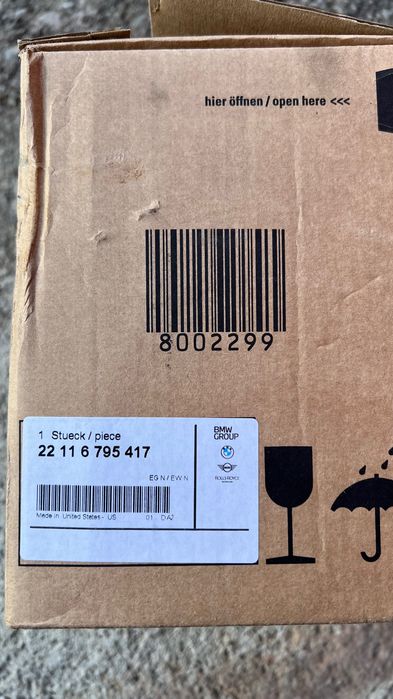 hier öffnen / open here <<<
8002299
1 Stueck / piece
22 11 6 795 417
EG N / EW N
Made in United States - US 01
BMW
GROUP
ROLLS-ROYCE